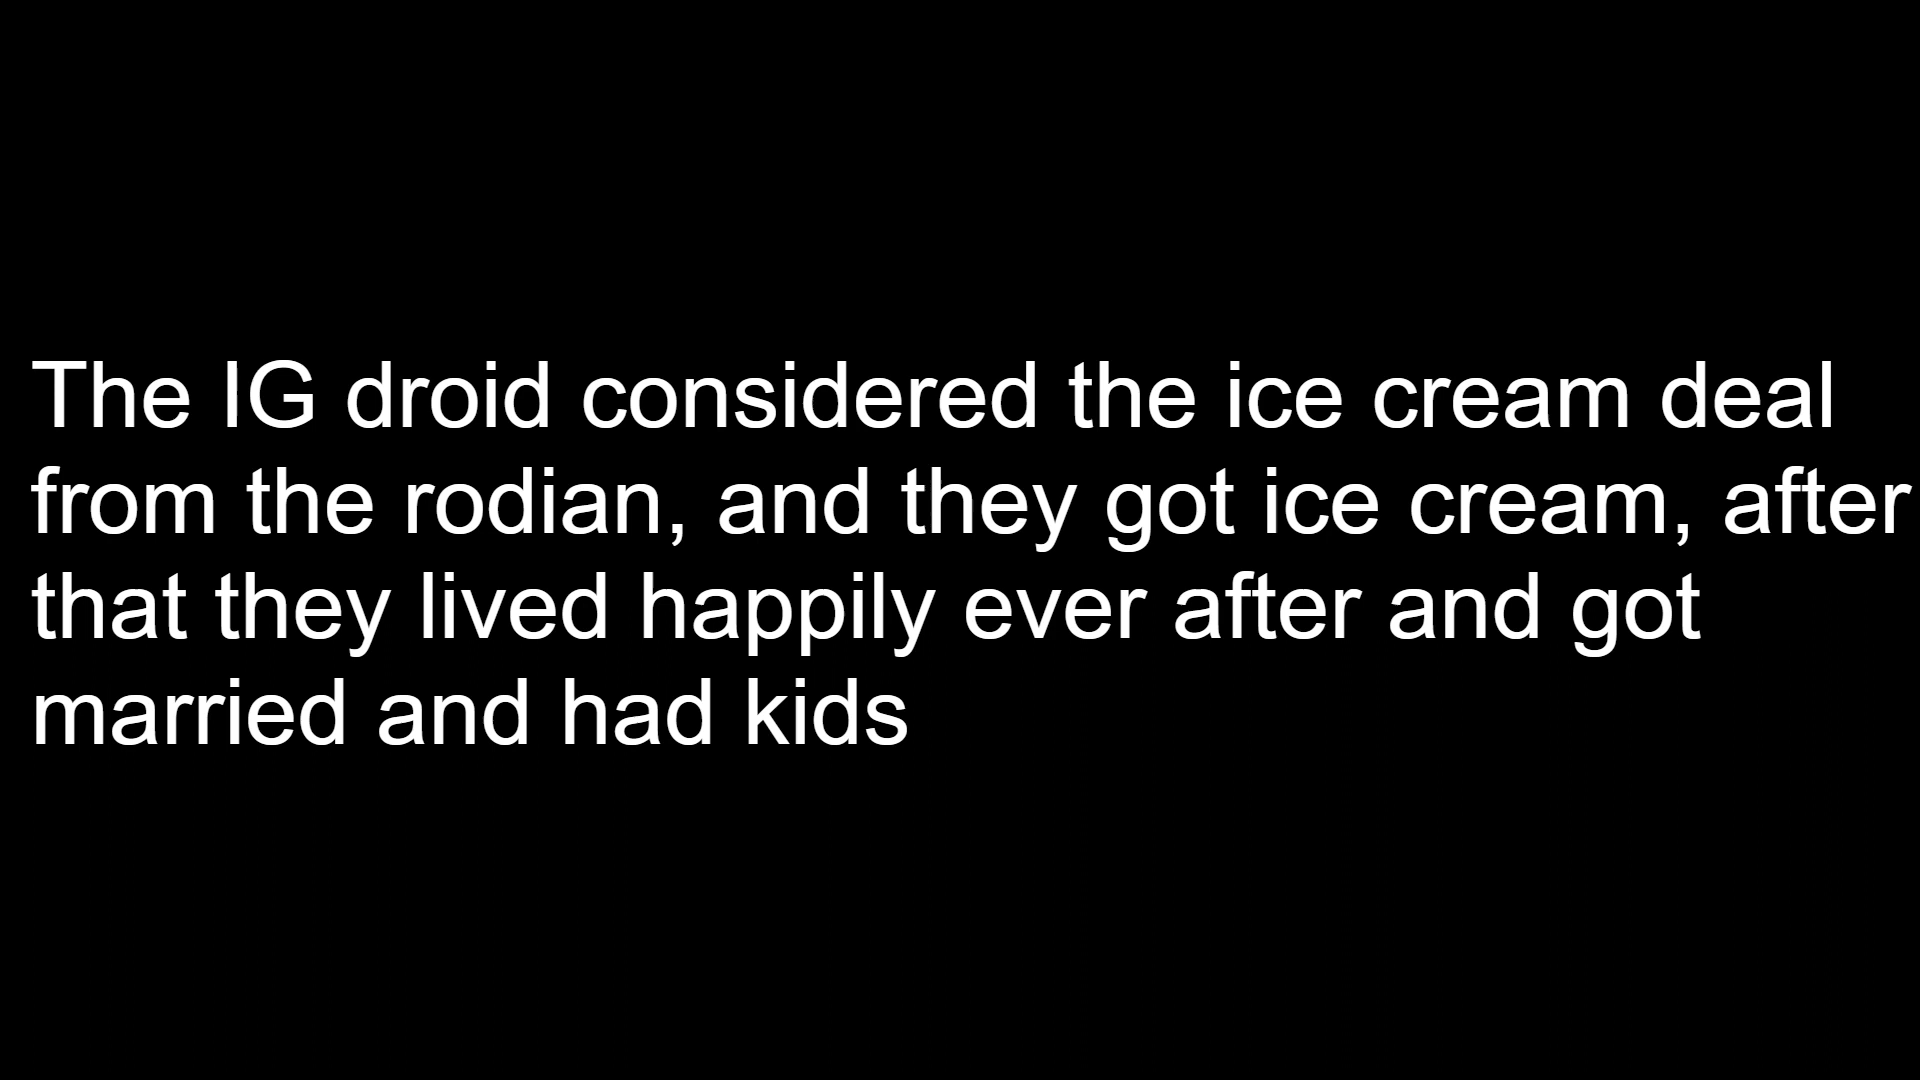 The IG droid considered the ice cream deal
from the rodian, and they got ice cream, after
that they lived happily ever after and got
married and had kids